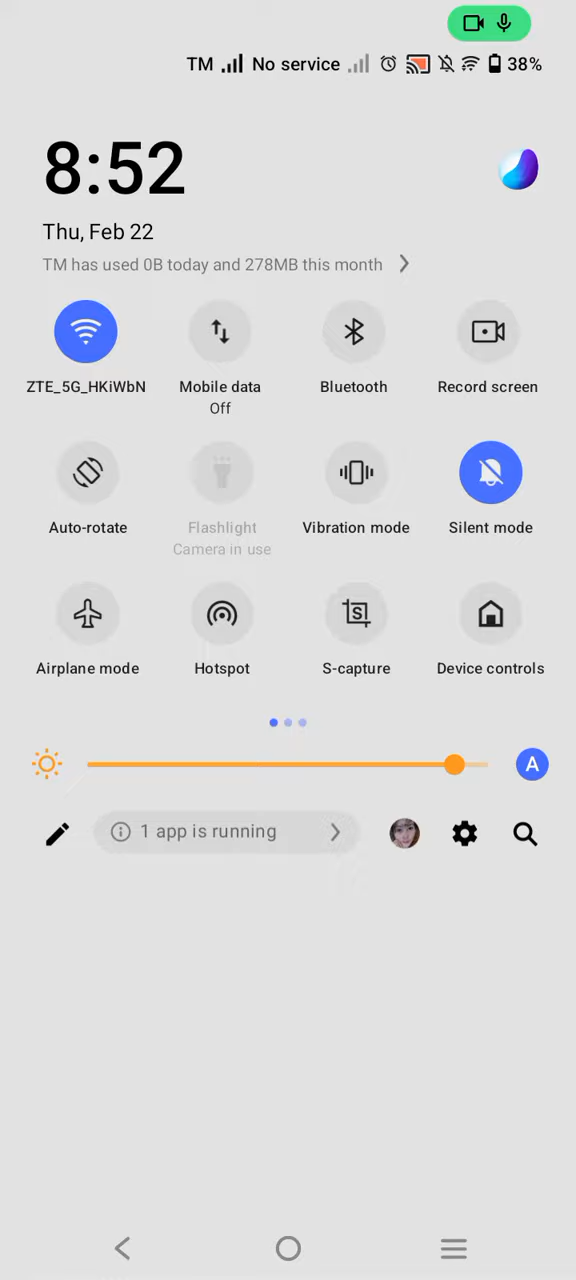 TM No service 38%
8:52
Thu, Feb 22
TM has used 0B today and 278MB this month
ZTE_5G_HKiWbN Mobile data Bluetooth Record screen
Off
Auto-rotate Flashlight Vibration mode Silent mode
Camera in use
S
Airplane mode Hotspot S-capture Device controls
A
1 app is running